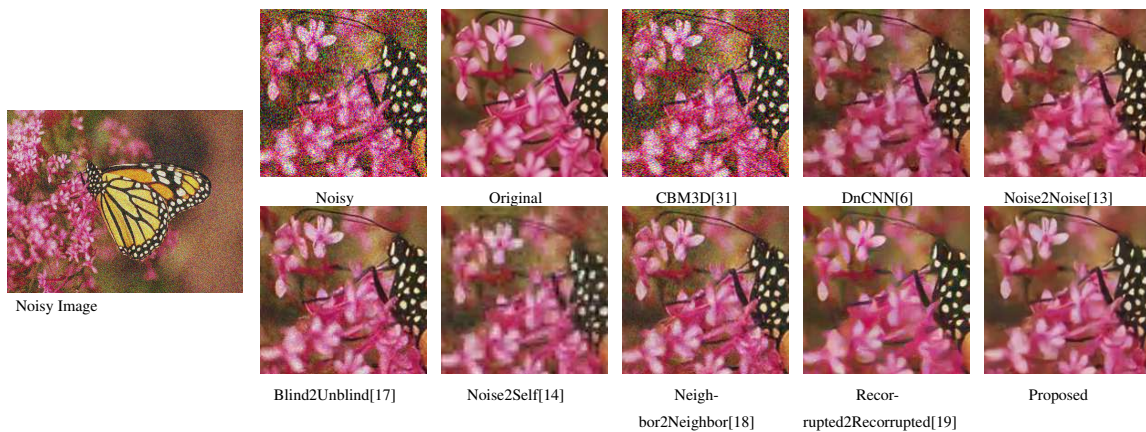 Noisy
Original
CBM3D[31]
DnCNN[6]
Noise2Noise[13]
Noisy Image
Blind2Unblind[17]
Noise2Self[14]
Neigh-
bor2Neighbor[18]
Recor-
rupted2Recorrupted[19]
Proposed